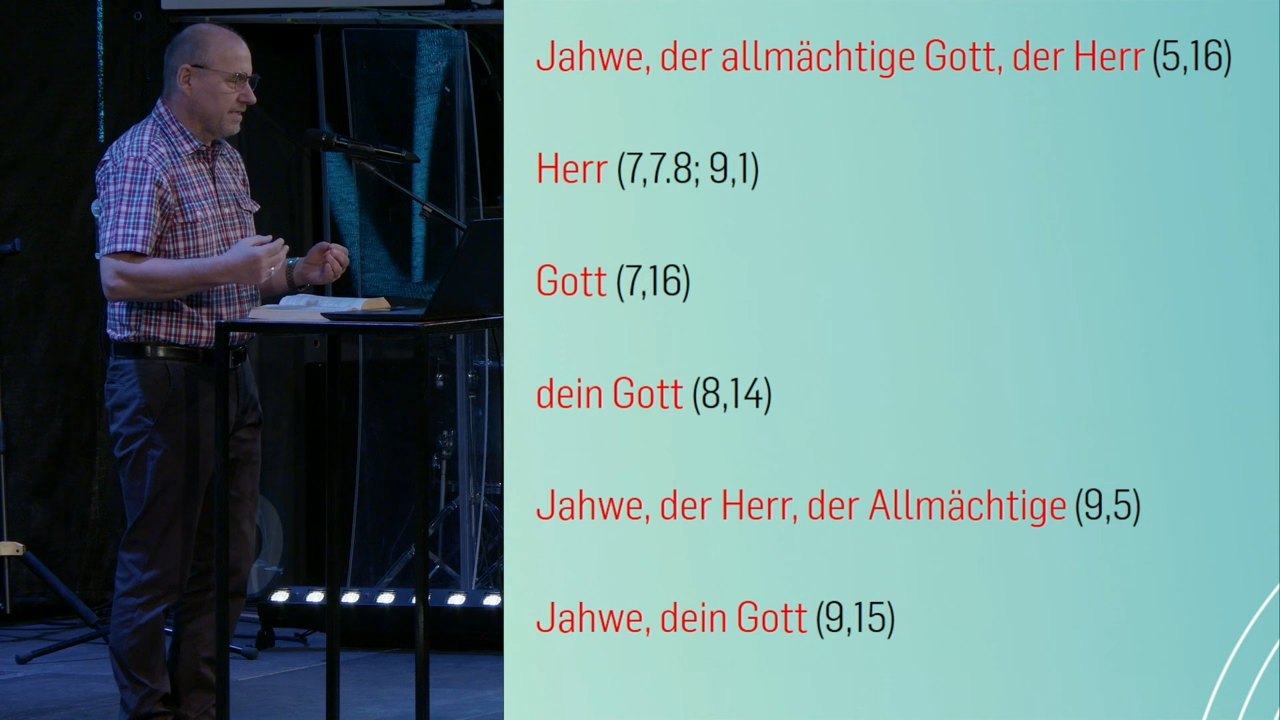 Jahwe, der allmächtige Gott, der Herr (5,16)
Herr (7,7.8; 9,1)
Gott (7,16)
dein Gott (8,14)
Jahwe, der Herr, der Allmächtige (9,5)
Jahwe, dein Gott (9,15)